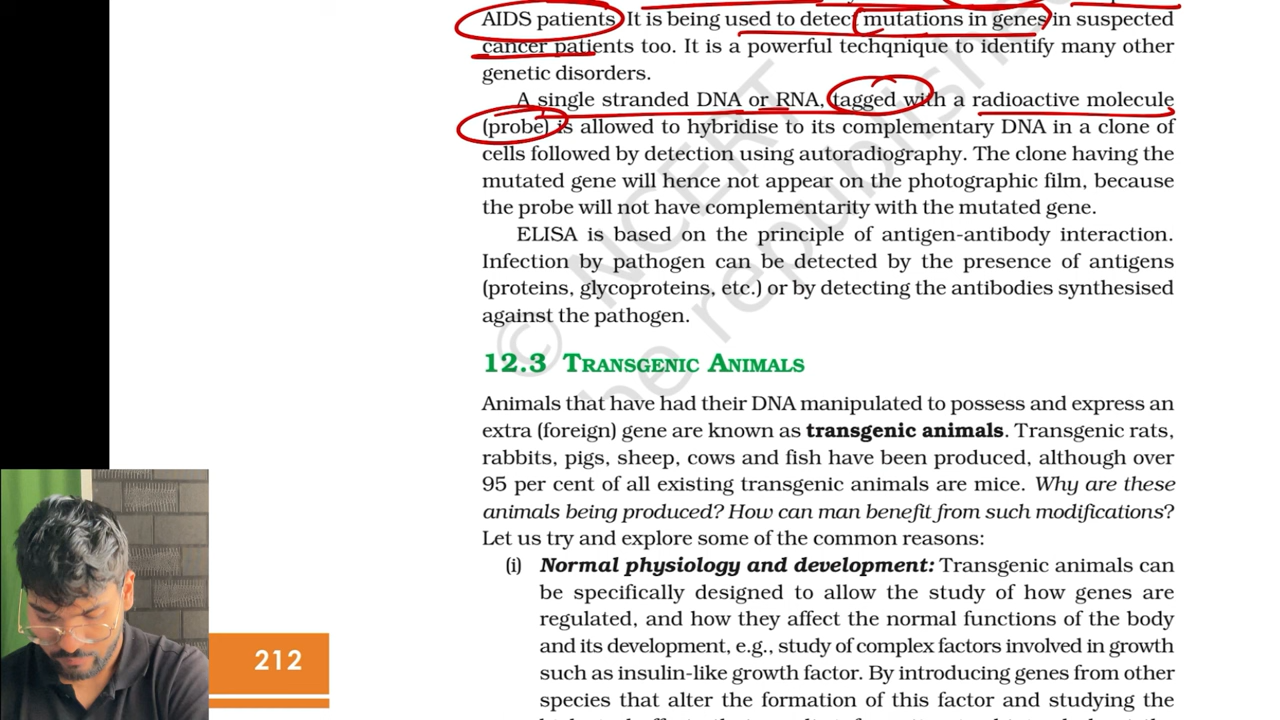 AIDS patients. It is being used to detect mutations in genes in suspected
cancer patients too. It is a powerful techqnique to identify many other
genetic disorders.
A single stranded DNA or RNA, tagged with a radioactive molecule
(probe) is allowed to hybridise to its complementary DNA in a clone of
cells followed by detection using autoradiography. The clone having the
mutated gene will hence not appear on the photographic film, because
the probe will not have complementarity with the mutated gene.
ELISA is based on the principle of antigen-antibody interaction.
Infection by pathogen can be detected by the presence of antigens
(proteins, glycoproteins, etc.) or by detecting the antibodies synthesised
against the pathogen.
12.3 TRANSGENIC ANIMALS
Animals that have had their DNA manipulated to possess and express an
extra (foreign) gene are known as transgenic animals. Transgenic rats,
rabbits, pigs, sheep, cows and fish have been produced, although over
95 per cent of all existing transgenic animals are mice. Why are these
animals being produced? How can man benefit from such modifications?
Let us try and explore some of the common reasons:
(i) Normal physiology and development: Transgenic animals can
be specifically designed to allow the study of how genes are
regulated, and how they affect the normal functions of the body
and its development, e.g., study of complex factors involved in growth
such as insulin-like growth factor. By introducing genes from other
species that alter the formation of this factor and studying the
212
© NCERT
be republished